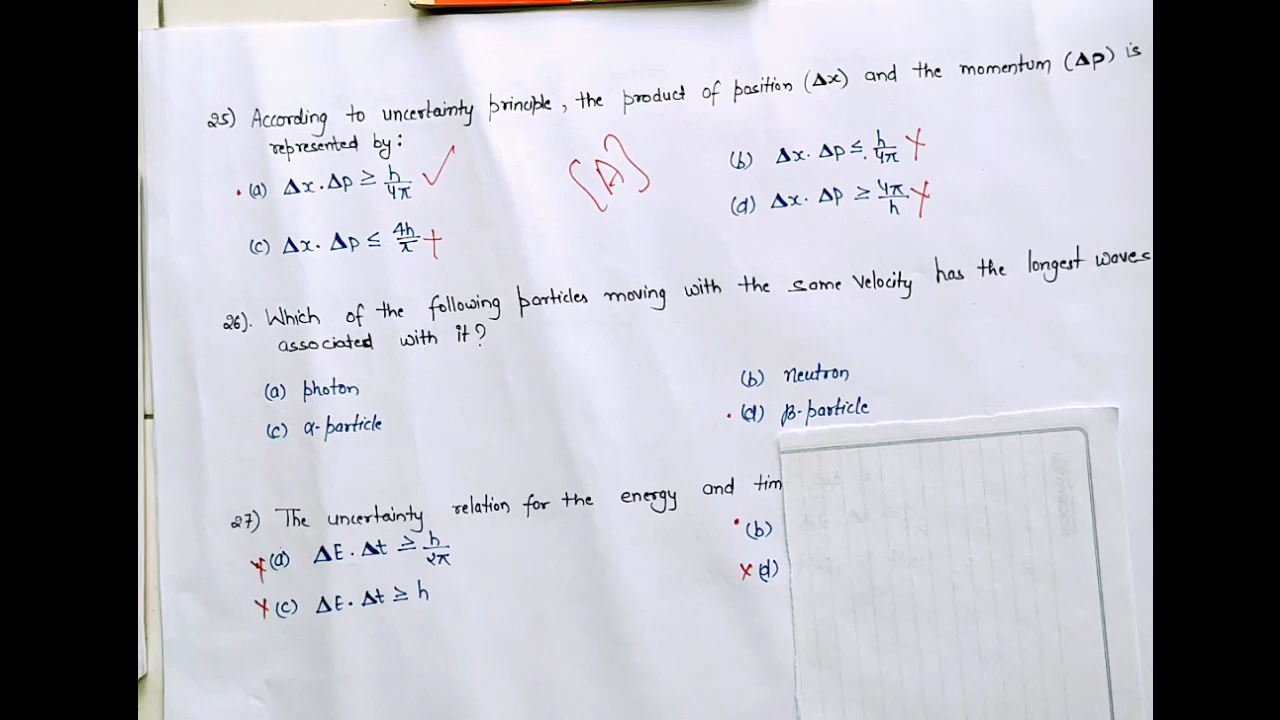 25) According to uncertainty principle, the product of position (Δx) and the momentum (Δp) is
represented by:
(a) Δx.Δp ≥ h/4π ✓
[A]
(b) Δx. Δp ≤ h/4π ×
(c) Δx. Δp ≤ 4h/π ×
(d) Δx. Δp ≥ 4π/h ×
26). Which of the following particles moving with the same velocity has the longest waves
associated with it?
(a) photon
(b) neutron
(c) α-particle
(d) β-particle
27) The uncertainty relation for the energy and tim
× (a) ΔE. Δt ≥ h/2π
(b)
× (c) ΔE. Δt ≥ h
× (d)